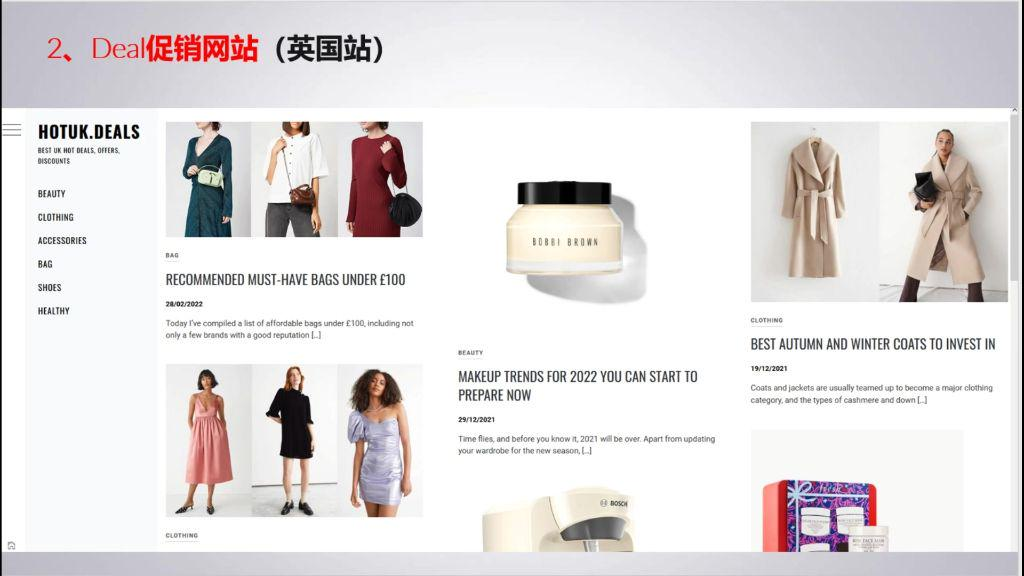 2、Deal促销网站（英国站）
HOTUK.DEALS
BEST UK HOT DEALS, OFFERS,
DISCOUNTS
BEAUTY
CLOTHING
ACCESSORIES
BAG
SHOES
HEALTHY
BAG
RECOMMENDED MUST-HAVE BAGS UNDER £100
28/02/2022
Today I've compiled a list of affordable bags under £100, including not
only a few brands with a good reputation [...]
CLOTHING
BOBBI BROWN
BEAUTY
MAKEUP TRENDS FOR 2022 YOU CAN START TO
PREPARE NOW
29/12/2021
Time flies, and before you know it, 2021 will be over. Apart from updating
your wardrobe for the new season, [...]
BOSCH
CLOTHING
BEST AUTUMN AND WINTER COATS TO INVEST IN
19/12/2021
Coats and jackets are usually teamed up to become a major clothing
category, and the types of cashmere and down [...]